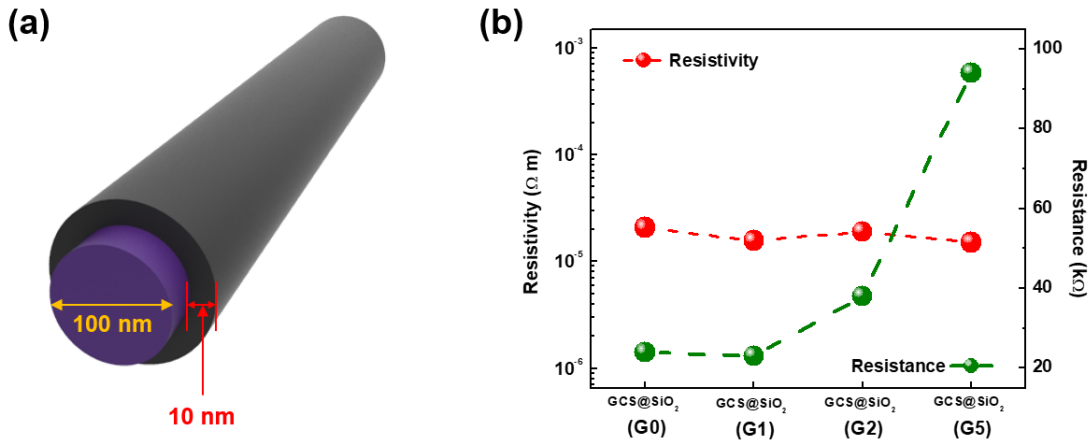 (a)
100 nm
10 nm
(b)
Resistivity (Ω m)
10⁻³
10⁻⁴
10⁻⁵
10⁻⁶
Resistivity
Resistance
100
80
60
40
20
Resistance (kΩ)
GCS@SiO₂ GCS@SiO₂ GCS@SiO₂ GCS@SiO₂
(G0) (G1) (G2) (G5)